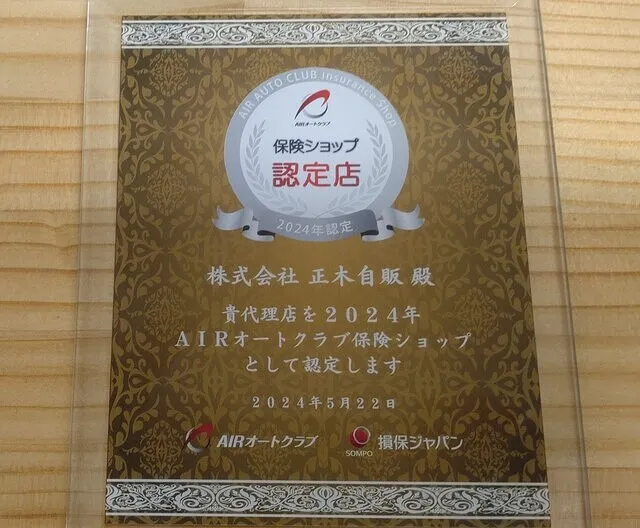 AIR AUTO CLUB Insurance Shop
AIRオートクラブ
保険ショップ
認定店
2024年認定
株式会社 正木自販 殿
貴代理店を2024年
AIRオートクラブ保険ショップ
として認定します
2024年5月22日
AIRオートクラブ
SOMPO 損保ジャパン